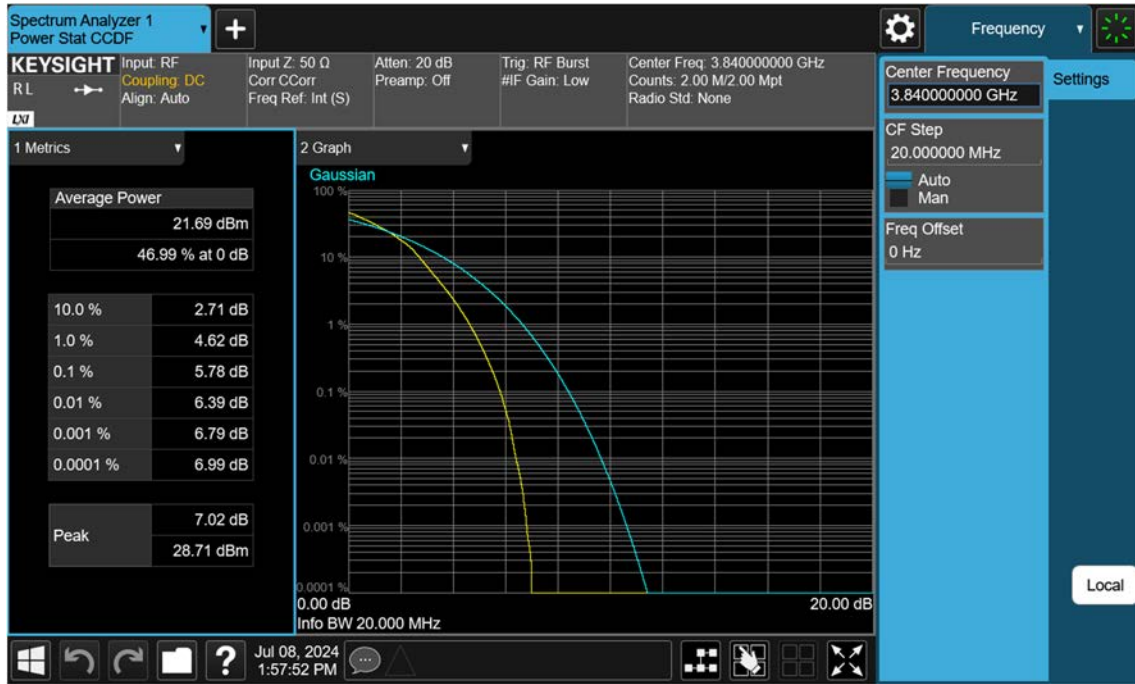 Spectrum Analyzer 1
Power Stat CCDF
+
Frequency
KEYSIGHT
R L
LXI
Input: RF
Coupling: DC
Align: Auto
Input Z: 50 Ω
Corr CCorr
Freq Ref: Int (S)
Atten: 20 dB
Preamp: Off
Trig: RF Burst
#IF Gain: Low
Center Freq: 3.840000000 GHz
Counts: 2.00 M/2.00 Mpt
Radio Std: None
Center Frequency
3.840000000 GHz
Settings
CF Step
20.000000 MHz
Auto
Man
Freq Offset
0 Hz
1 Metrics
Average Power
21.69 dBm
46.99 % at 0 dB
10.0 % 2.71 dB
1.0 % 4.62 dB
0.1 % 5.78 dB
0.01 % 6.39 dB
0.001 % 6.79 dB
0.0001 % 6.99 dB
Peak 7.02 dB
28.71 dBm
2 Graph
Gaussian
100 %
10 %
1 %
0.1 %
0.01 %
0.001 %
0.0001 %
0.00 dB 20.00 dB
Info BW 20.000 MHz
Local
?
Jul 08, 2024
1:57:52 PM